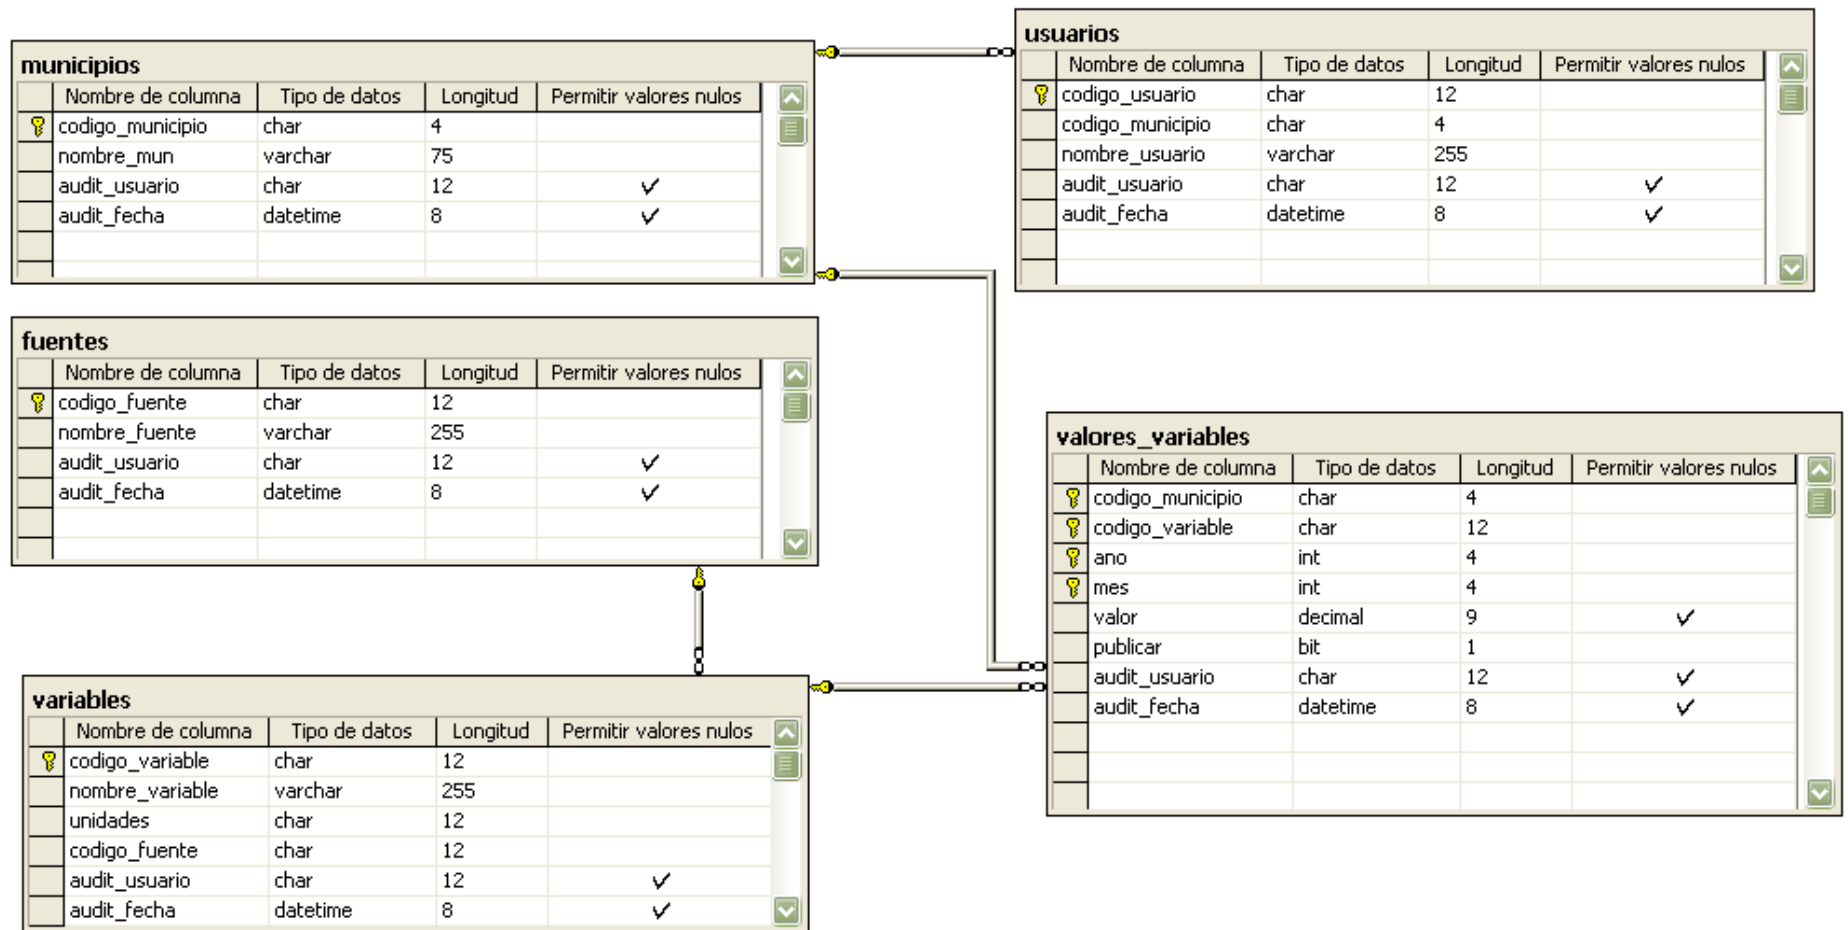 municipios
Nombre de columna Tipo de datos Longitud Permitir valores nulos
codigo_municipio char 4
nombre_mun varchar 75
audit_usuario char 12
audit_fecha datetime 8
usuarios
Nombre de columna Tipo de datos Longitud Permitir valores nulos
codigo_usuario char 12
codigo_municipio char 4
nombre_usuario varchar 255
audit_usuario char 12
audit_fecha datetime 8
fuentes
Nombre de columna Tipo de datos Longitud Permitir valores nulos
codigo_fuente char 12
nombre_fuente varchar 255
audit_usuario char 12
audit_fecha datetime 8
valores_variables
Nombre de columna Tipo de datos Longitud Permitir valores nulos
codigo_municipio char 4
codigo_variable char 12
ano int 4
mes int 4
valor decimal 9
publicar bit 1
audit_usuario char 12
audit_fecha datetime 8
variables
Nombre de columna Tipo de datos Longitud Permitir valores nulos
codigo_variable char 12
nombre_variable varchar 255
unidades char 12
codigo_fuente char 12
audit_usuario char 12
audit_fecha datetime 8